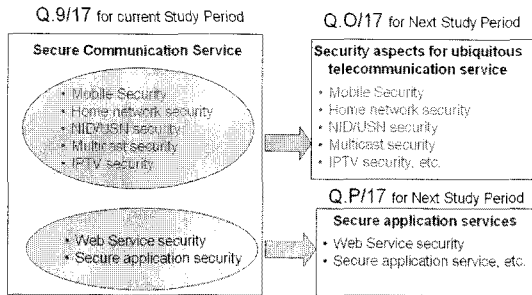 Q.9/17 for current Study Period
Secure Communication Service
• Mobile Security
• Home network security
• NID/USN security
• Multicast security
• IPTV security
• Web Service security
• Secure application security
Q.O/17 for Next Study Period
Security aspects for ubiquitous
telecommunication service
• Mobile Security
• Home network security
• NID/USN security
• Multicast security
• IPTV security, etc.
Q.P/17 for Next Study Period
Secure application services
• Web Service security
• Secure application service, etc.